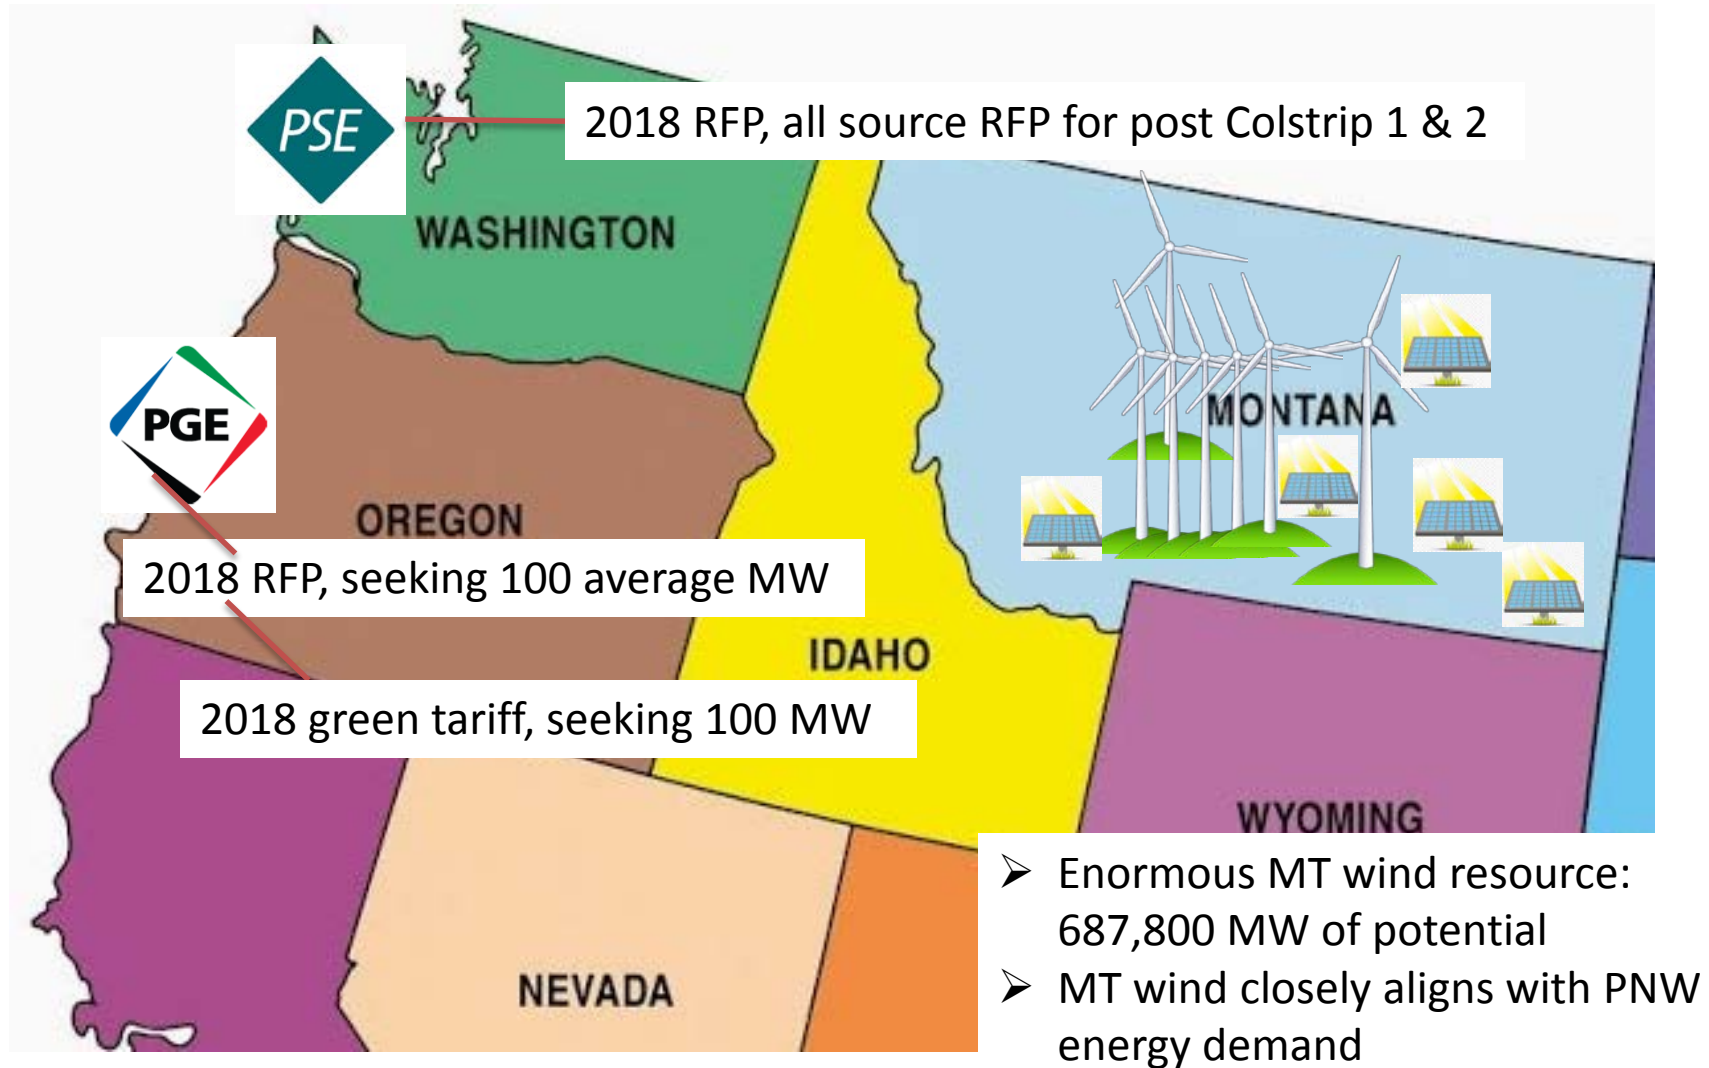 PSE
2018 RFP, all source RFP for post Colstrip 1 & 2
WASHINGTON
PGE
MONTANA
OREGON
2018 RFP, seeking 100 average MW
IDAHO
2018 green tariff, seeking 100 MW
WYOMING
➢ Enormous MT wind resource:
687,800 MW of potential
➢ MT wind closely aligns with PNW
energy demand
NEVADA